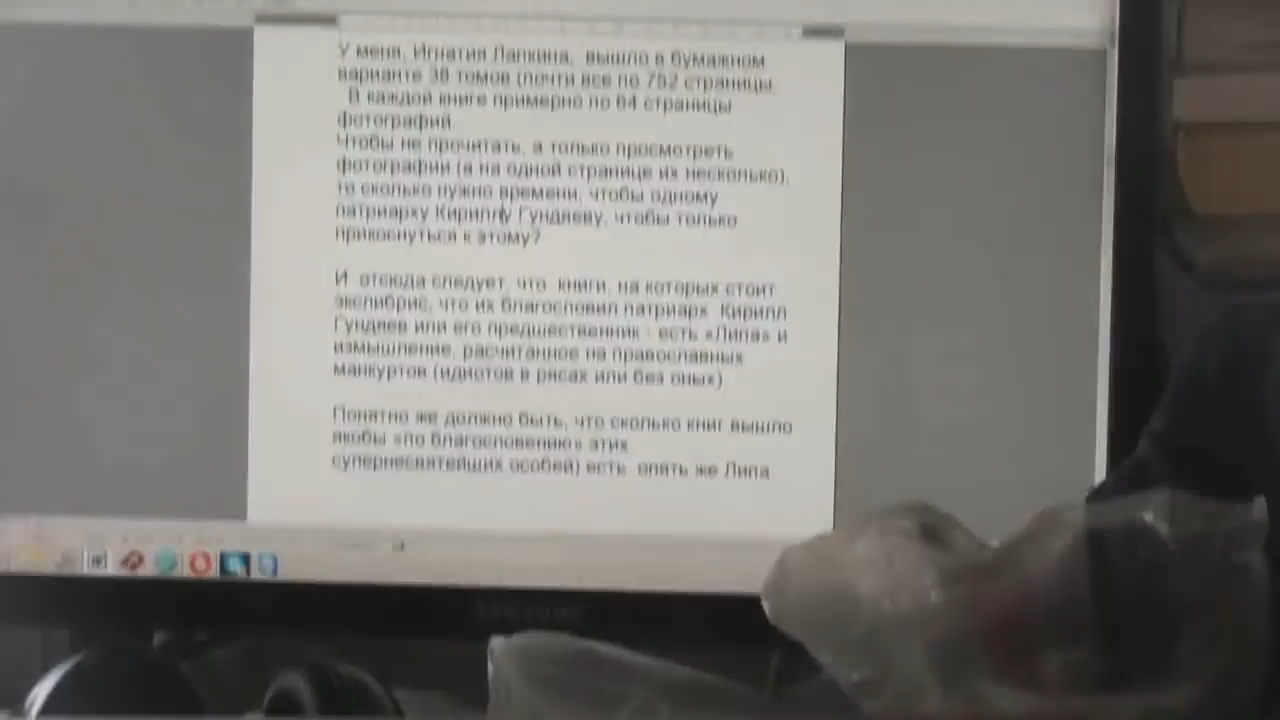 У меня, Игнатия Лапкина,  вышло в бумажном
варианте 38 томов (почти все по 752 страницы.
В каждой книге примерно по 64 страницы
фотографий.
Чтобы не прочитать, а только просмотреть
фотографии (а на одной странице их несколько),
то сколько нужно времени, чтобы одному
патриарху Кириллу Гундяеву, чтобы только
прикоснуться к этому?
И  отсюда следует, что  книги, на которых стоит
экслибрис, что их благословил патриарх  Кирилл
Гундяев или его предшественник - есть «Липа» и
измышление, расчитанное на православных
манкуртов (идиотов в рясах или без оных)
Понятно же должно быть, что сколько книг вышло
якобы «по благословению» этих
супернесвятейших особей) есть  опять же Липа